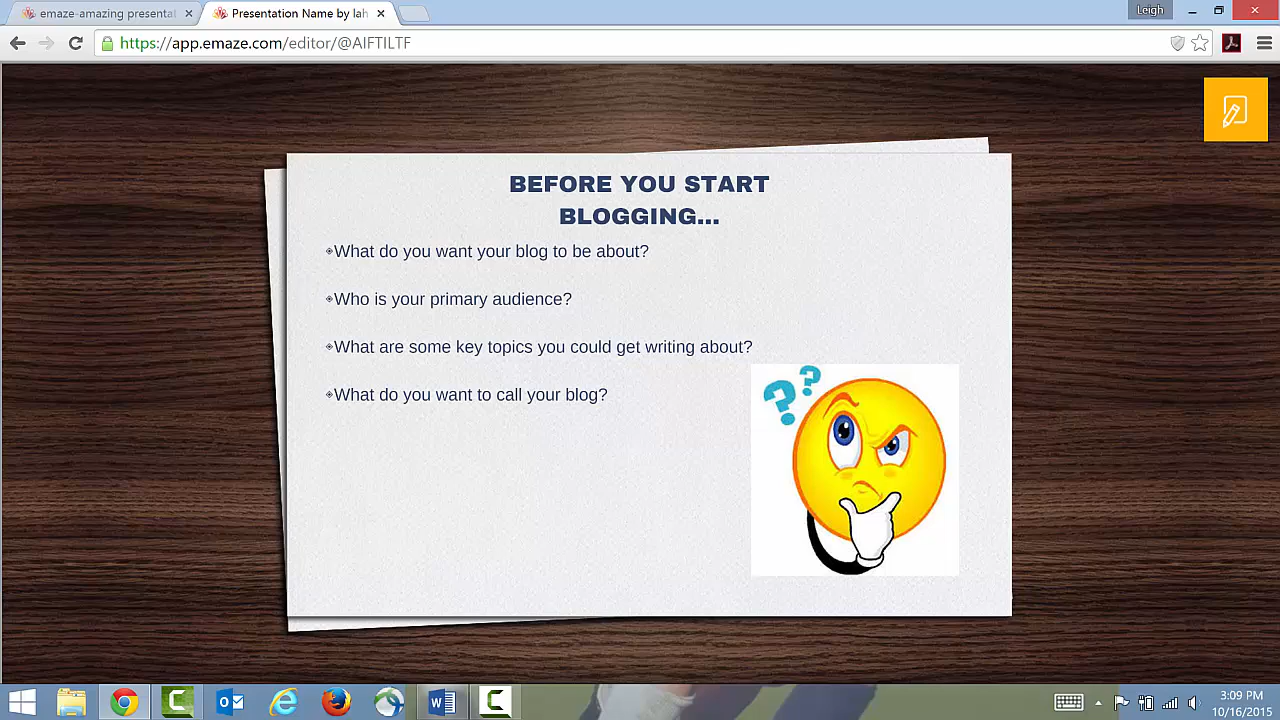 emaze-amazing presentat
Presentation Name by lah
Leigh
https://app.emaze.com/editor/@AIFTILTF
BEFORE YOU START
BLOGGING...
What do you want your blog to be about?
Who is your primary audience?
What are some key topics you could get writing about?
What do you want to call your blog?
??
3:09 PM
10/16/2015